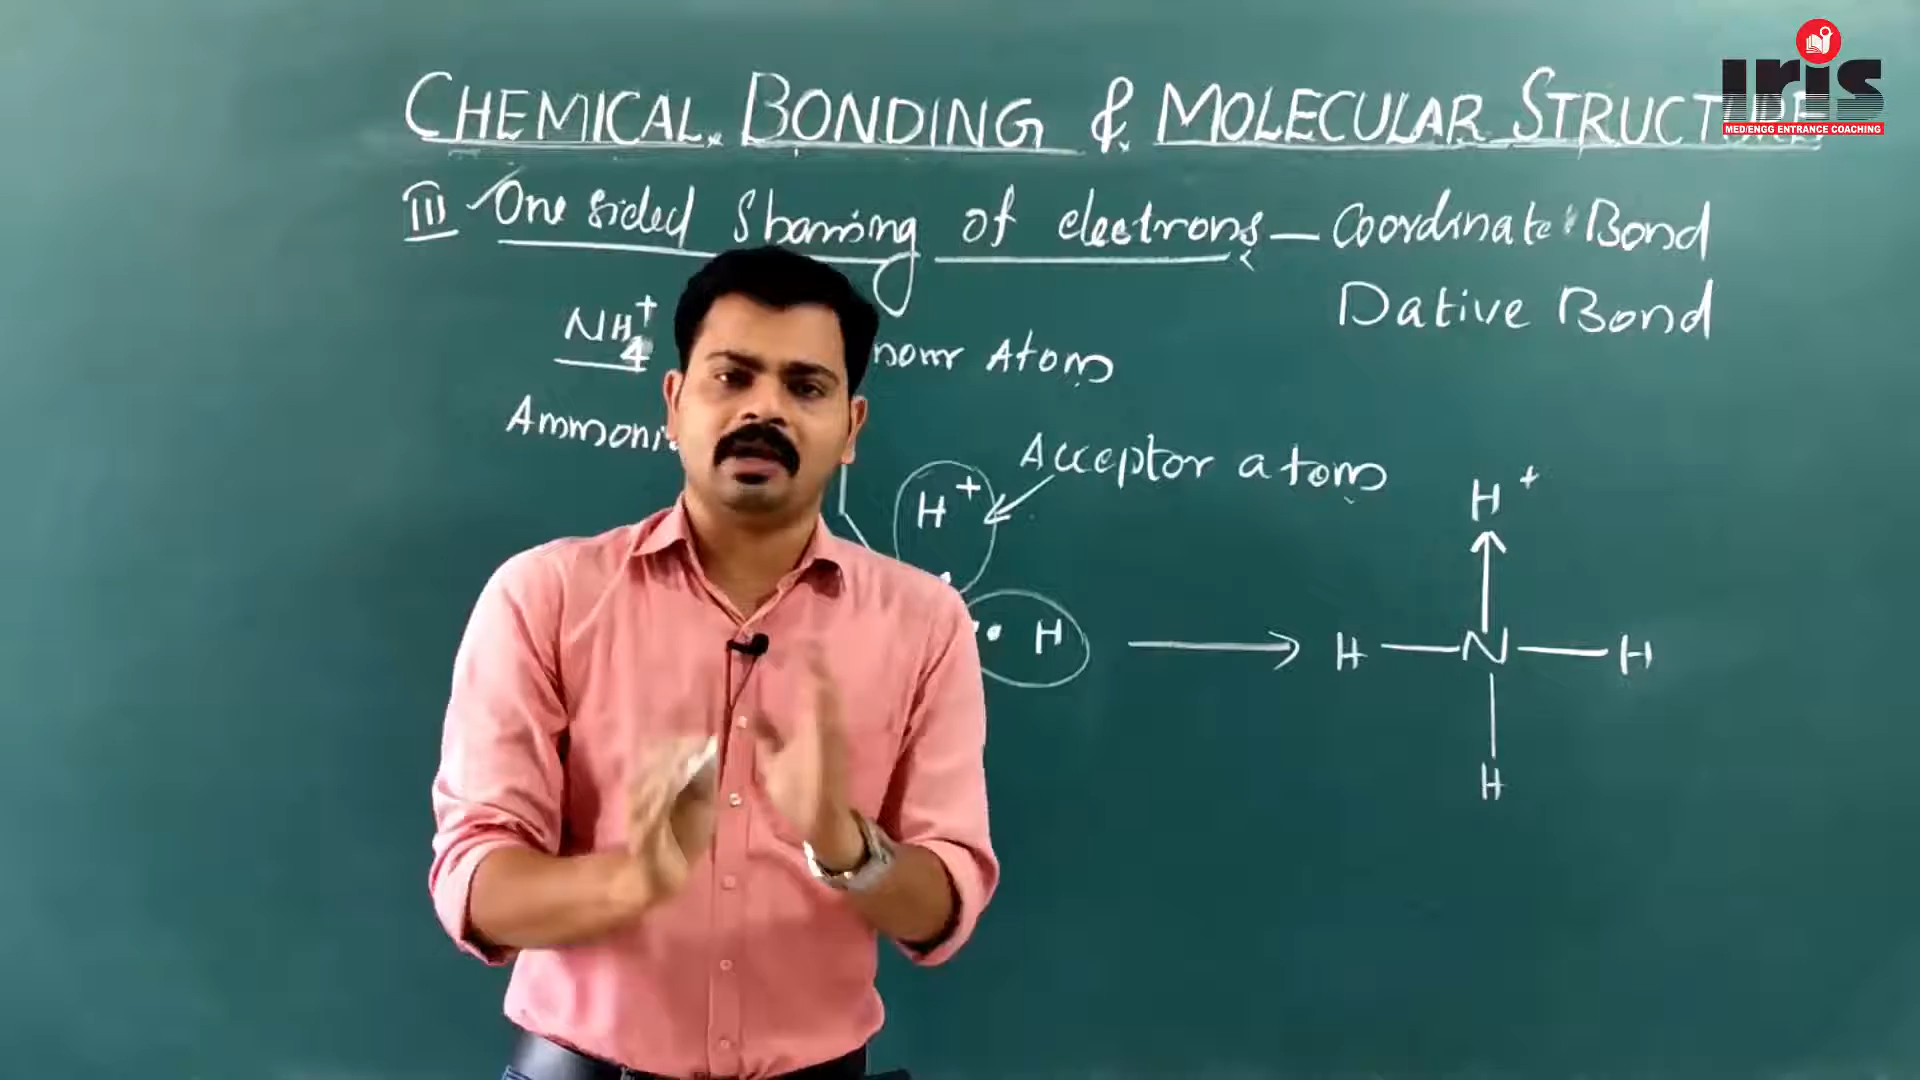 CHEMICAL BONDING & MOLECULAR STRUCTURE
III One sided Sharing of electrons – Coordinate Bond
Dative Bond
NH4+
Atom
Acceptor atom
H+
H
H+
H — N — H
H
Iris
MED/ENGG ENTRANCE COACHING